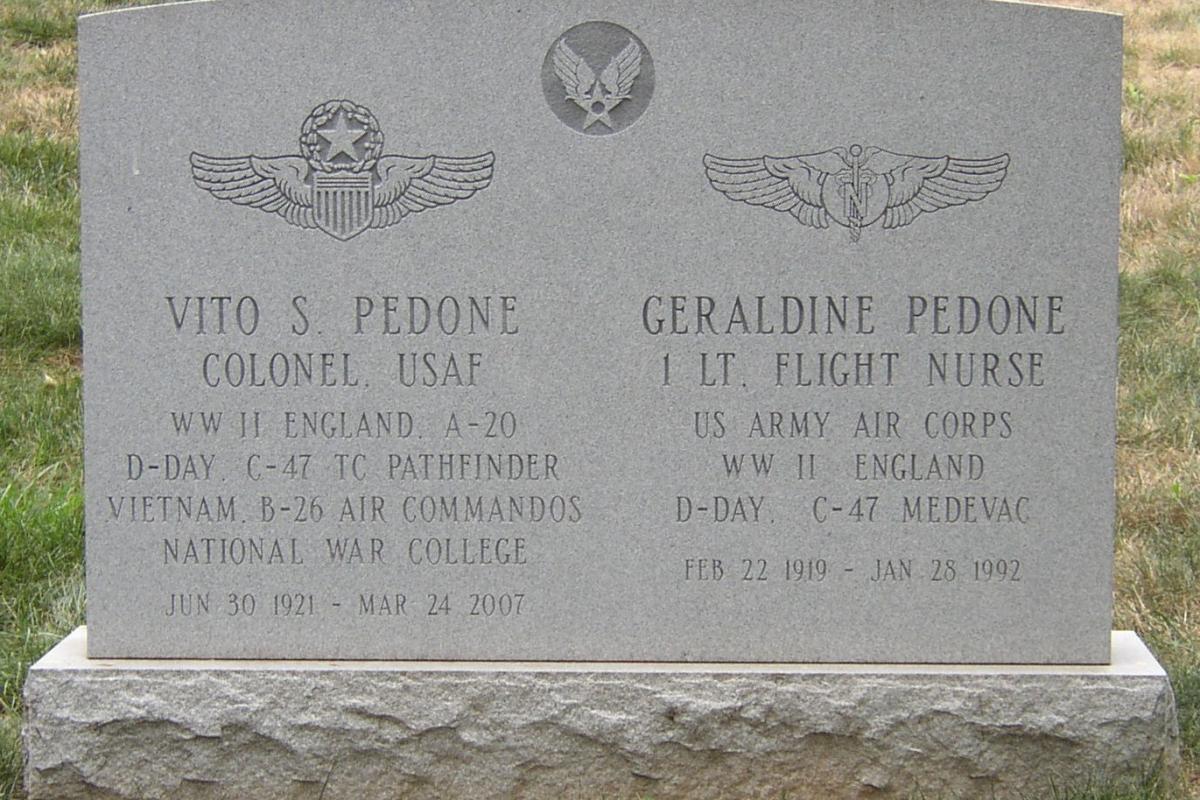 N
VITO S. PEDONE
COLONEL, USAF
WW II ENGLAND, A-20
D-DAY, C-47 TC PATHFINDER
VIETNAM, B-26 AIR COMMANDOS
NATIONAL WAR COLLEGE
JUN 30 1921 - MAR 24 2007
GERALDINE PEDONE
1 LT, FLIGHT NURSE
US ARMY AIR CORPS
WW II ENGLAND
D-DAY, C-47 MEDEVAC
FEB 22 1919 - JAN 28 1992